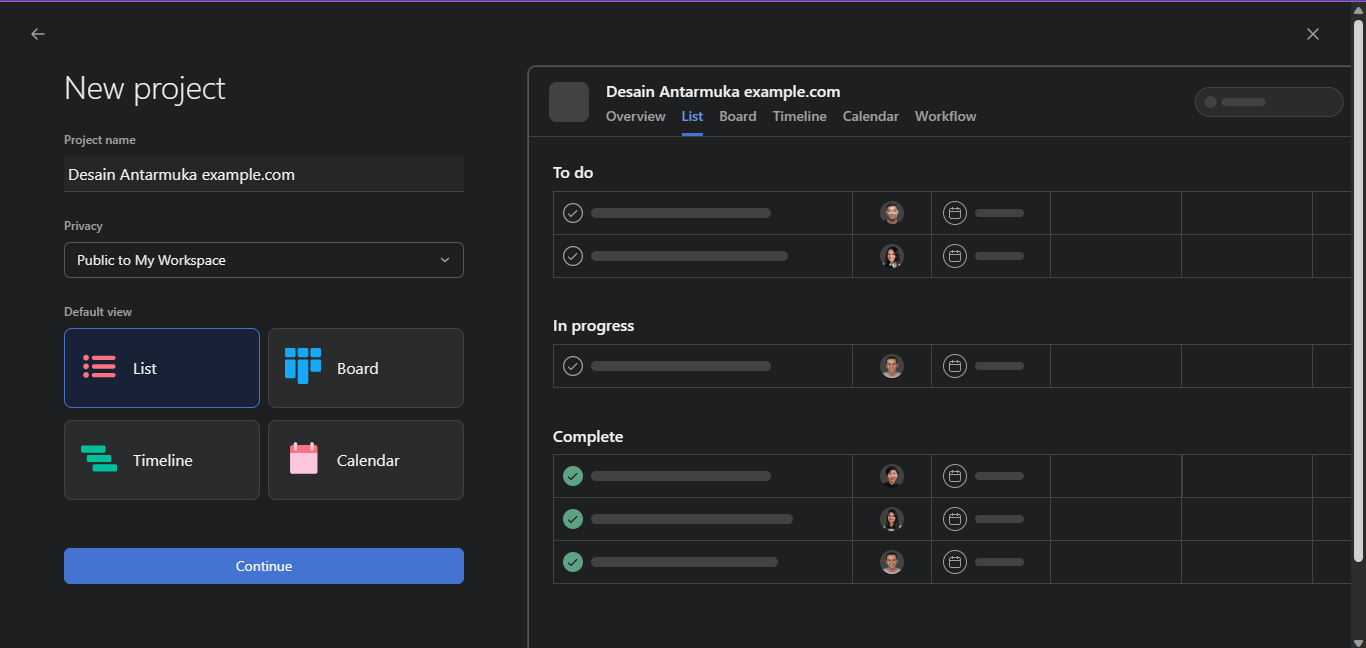 New project
Project name
Desain Antarmuka example.com
Privacy
Public to My Workspace
Default view
List
Board
Timeline
Calendar
Continue
Desain Antarmuka example.com
Overview List Board Timeline Calendar Workflow
To do
In progress
Complete